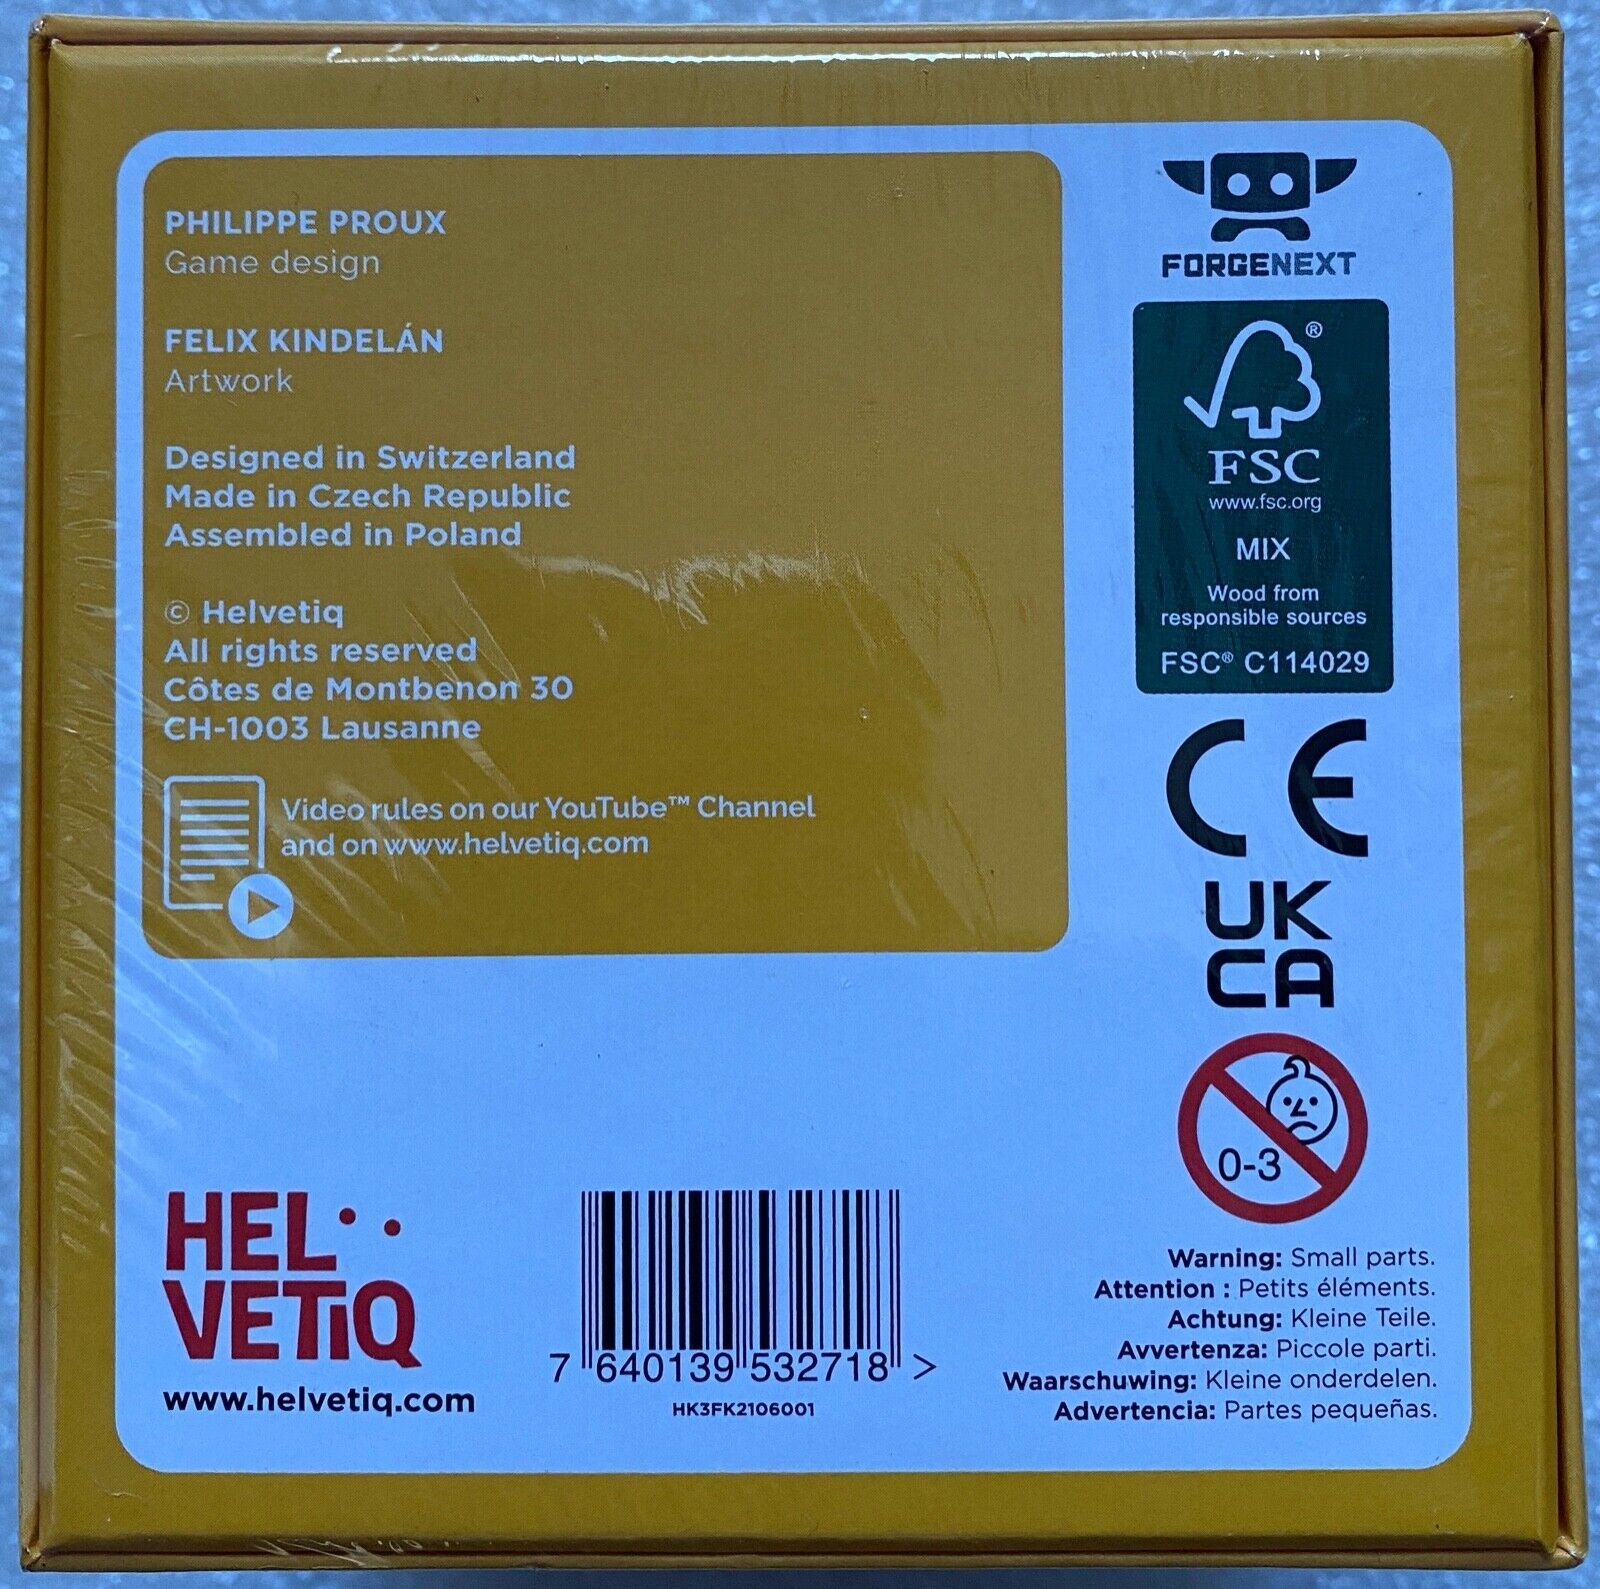 PHILIPPE PROUX
Game design
FELIX KINDELÁN
Artwork
Designed in Switzerland
Made in Czech Republic
Assembled in Poland
© Helvetiq
All rights reserved
Côtes de Montbenon 30
CH-1003 Lausanne
Video rules on our YouTube™ Channel
and on www.helvetiq.com
FORGENEXT
®
FSC
www.fsc.org
MIX
Wood from
responsible sources
FSC® C114029
CE
UK
CA
0-3
HEL
VETiQ
www.helvetiq.com
7 640139 532718 >
HK3FK2106001
Warning: Small parts.
Attention : Petits éléments.
Achtung: Kleine Teile.
Avvertenza: Piccole parti.
Waarschuwing: Kleine onderdelen.
Advertencia: Partes pequeñas.